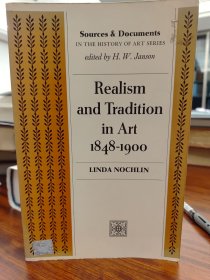 Sources & Documents
IN THE HISTORY OF ART SERIES
edited by H. W. Janson
Realism
and Tradition
in Art
1848-1900
LINDA NOCHLIN